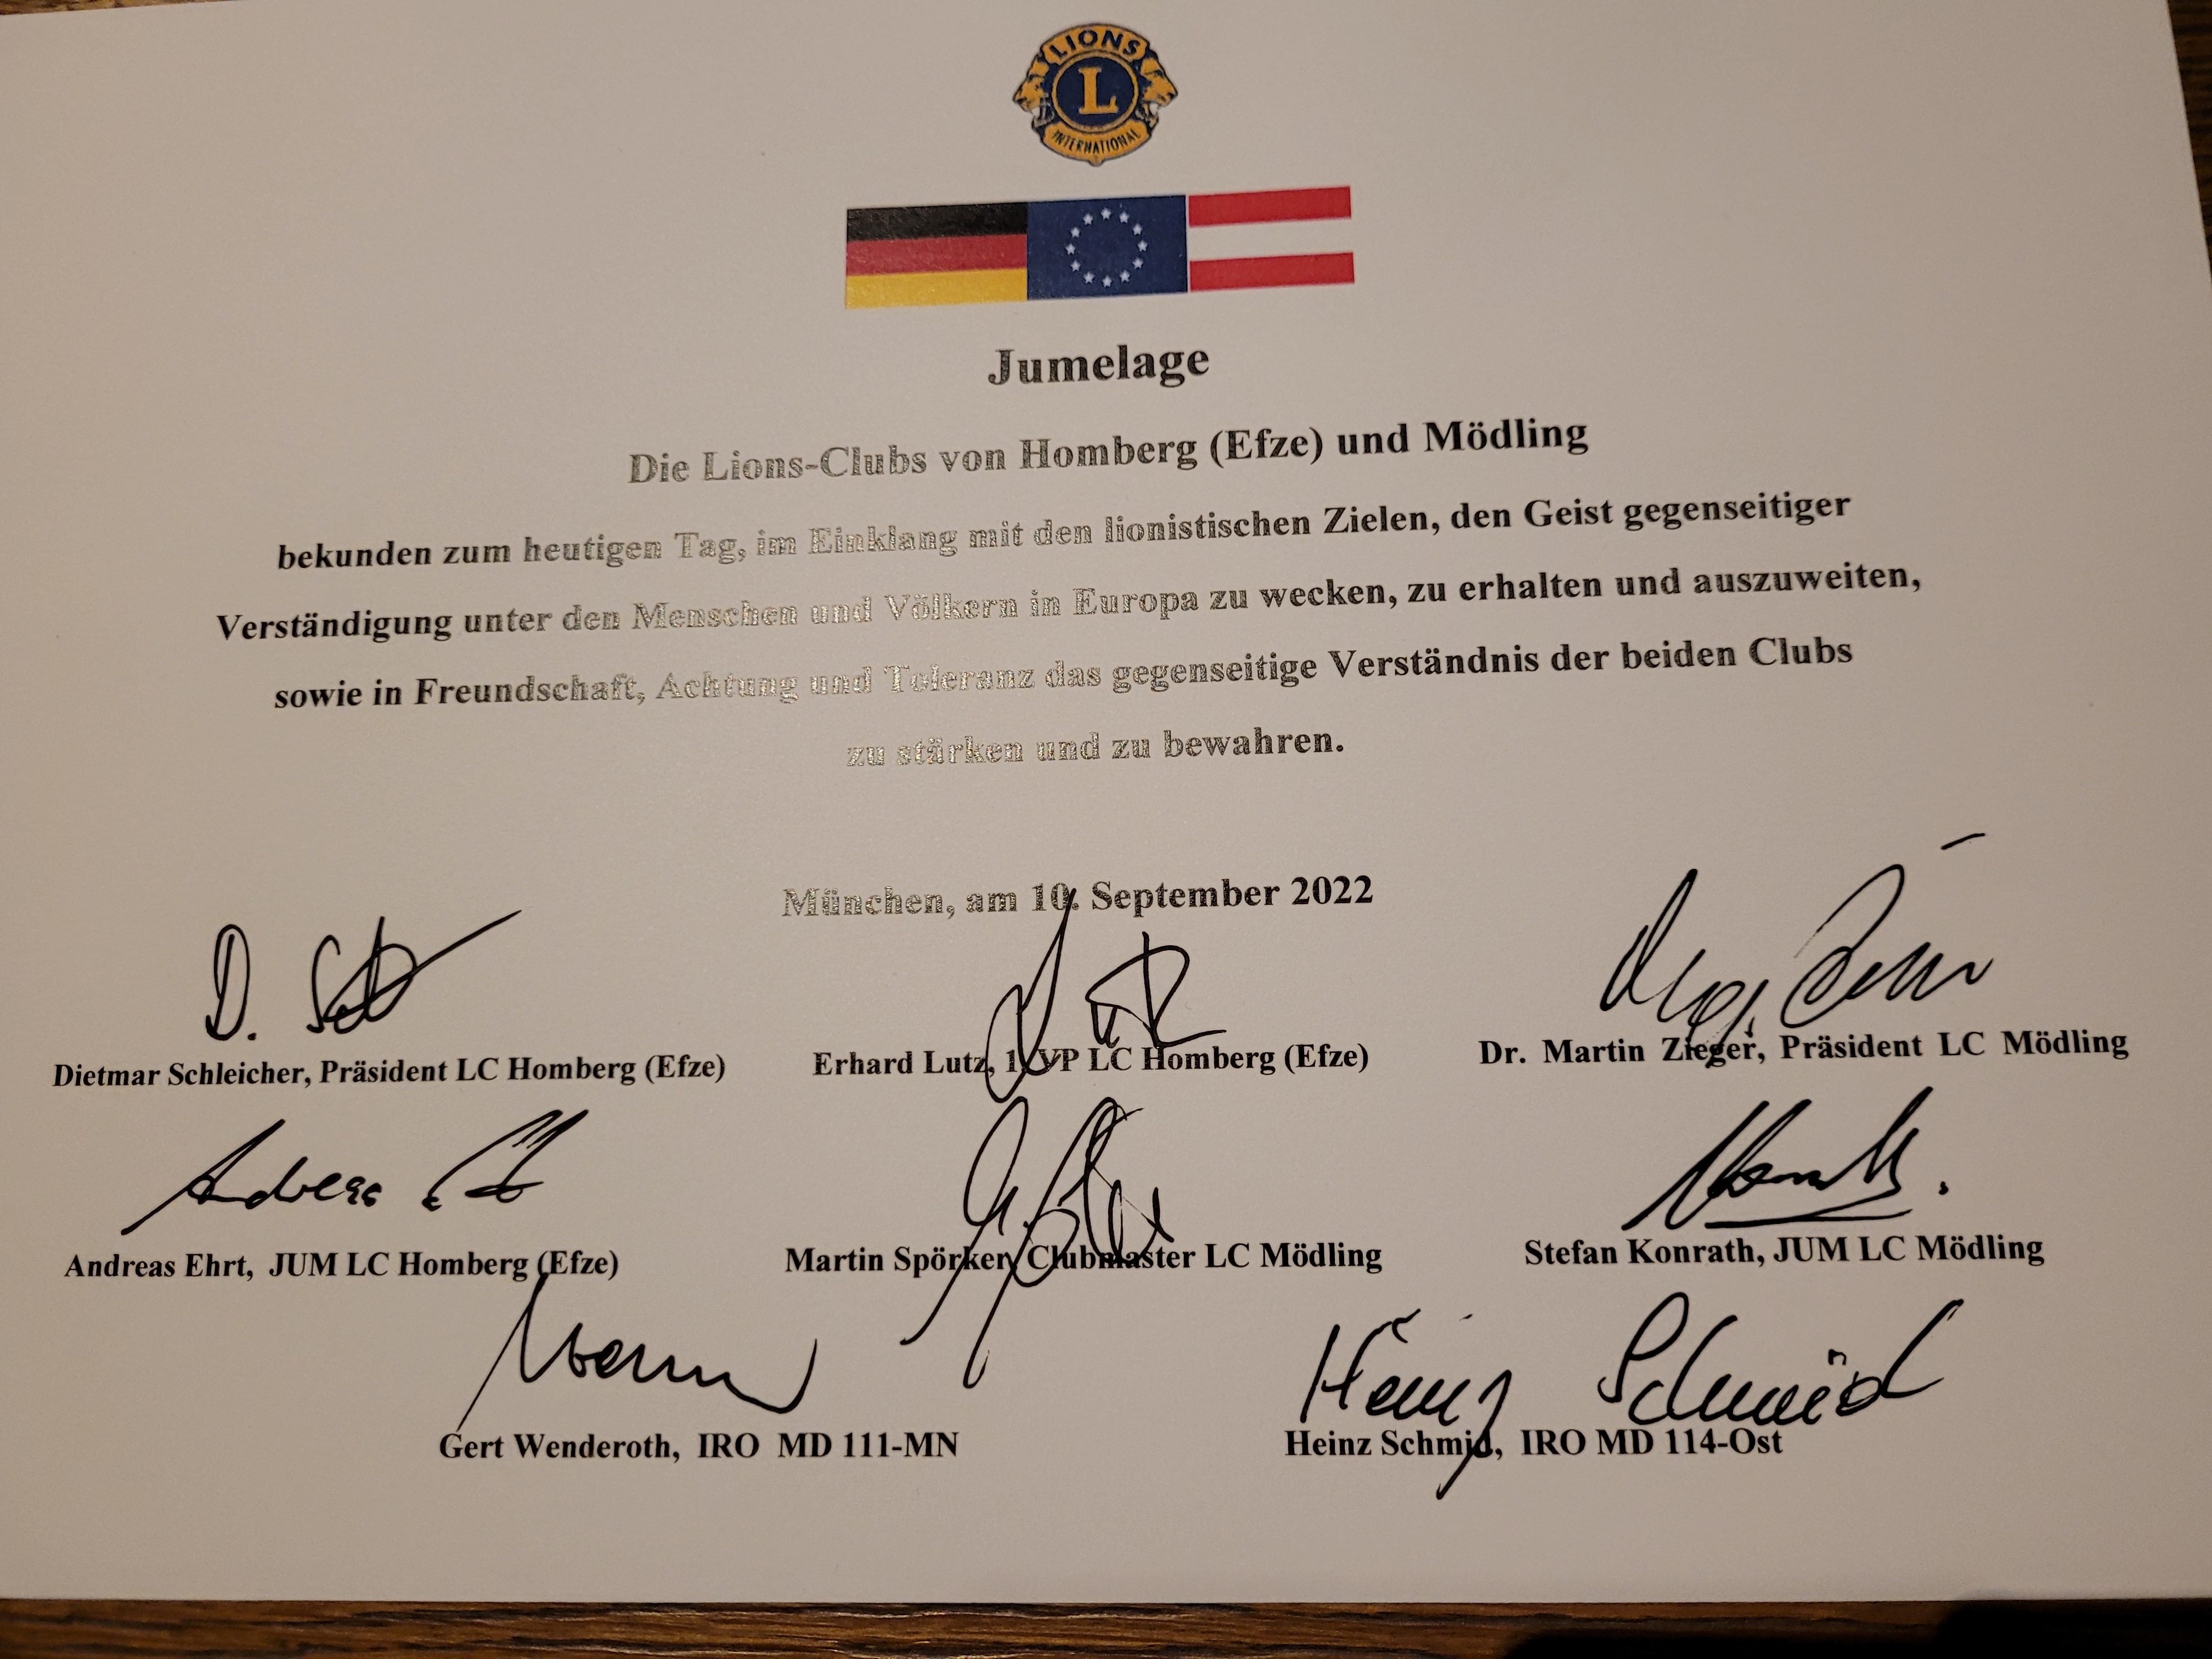 LIONS
L
INTERNATIONAL
Jumelage
Die Lions-Clubs von Homberg (Efze) und Mödling
bekunden zum heutigen Tag, im Einklang mit den lionistischen Zielen, den Geist gegenseitiger
Verständigung unter den Menschen und Völkern in Europa zu wecken, zu erhalten und auszuweiten,
sowie in Freundschaft, Achtung und Toleranz das gegenseitige Verständnis der beiden Clubs
zu stärken und zu bewahren.
München, am 10. September 2022
Dietmar Schleicher, Präsident LC Homberg (Efze)
Erhard Lutz, 1. VP LC Homberg (Efze)
Dr. Martin Zieger, Präsident LC Mödling
Andreas
Andreas Ehrt, JUM LC Homberg (Efze)
Martin Spörker, Clubmaster LC Mödling
Stefan Konrath, JUM LC Mödling
Heinz Schmid
Gert Wenderoth, IRO MD 111-MN
Heinz Schmid, IRO MD 114-Ost